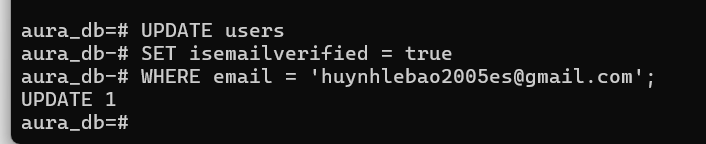 aura_db=# UPDATE users
aura_db-# SET isemailverified = true
aura_db-# WHERE email = 'huynhlebao2005es@gmail.com';
UPDATE 1
aura_db=#